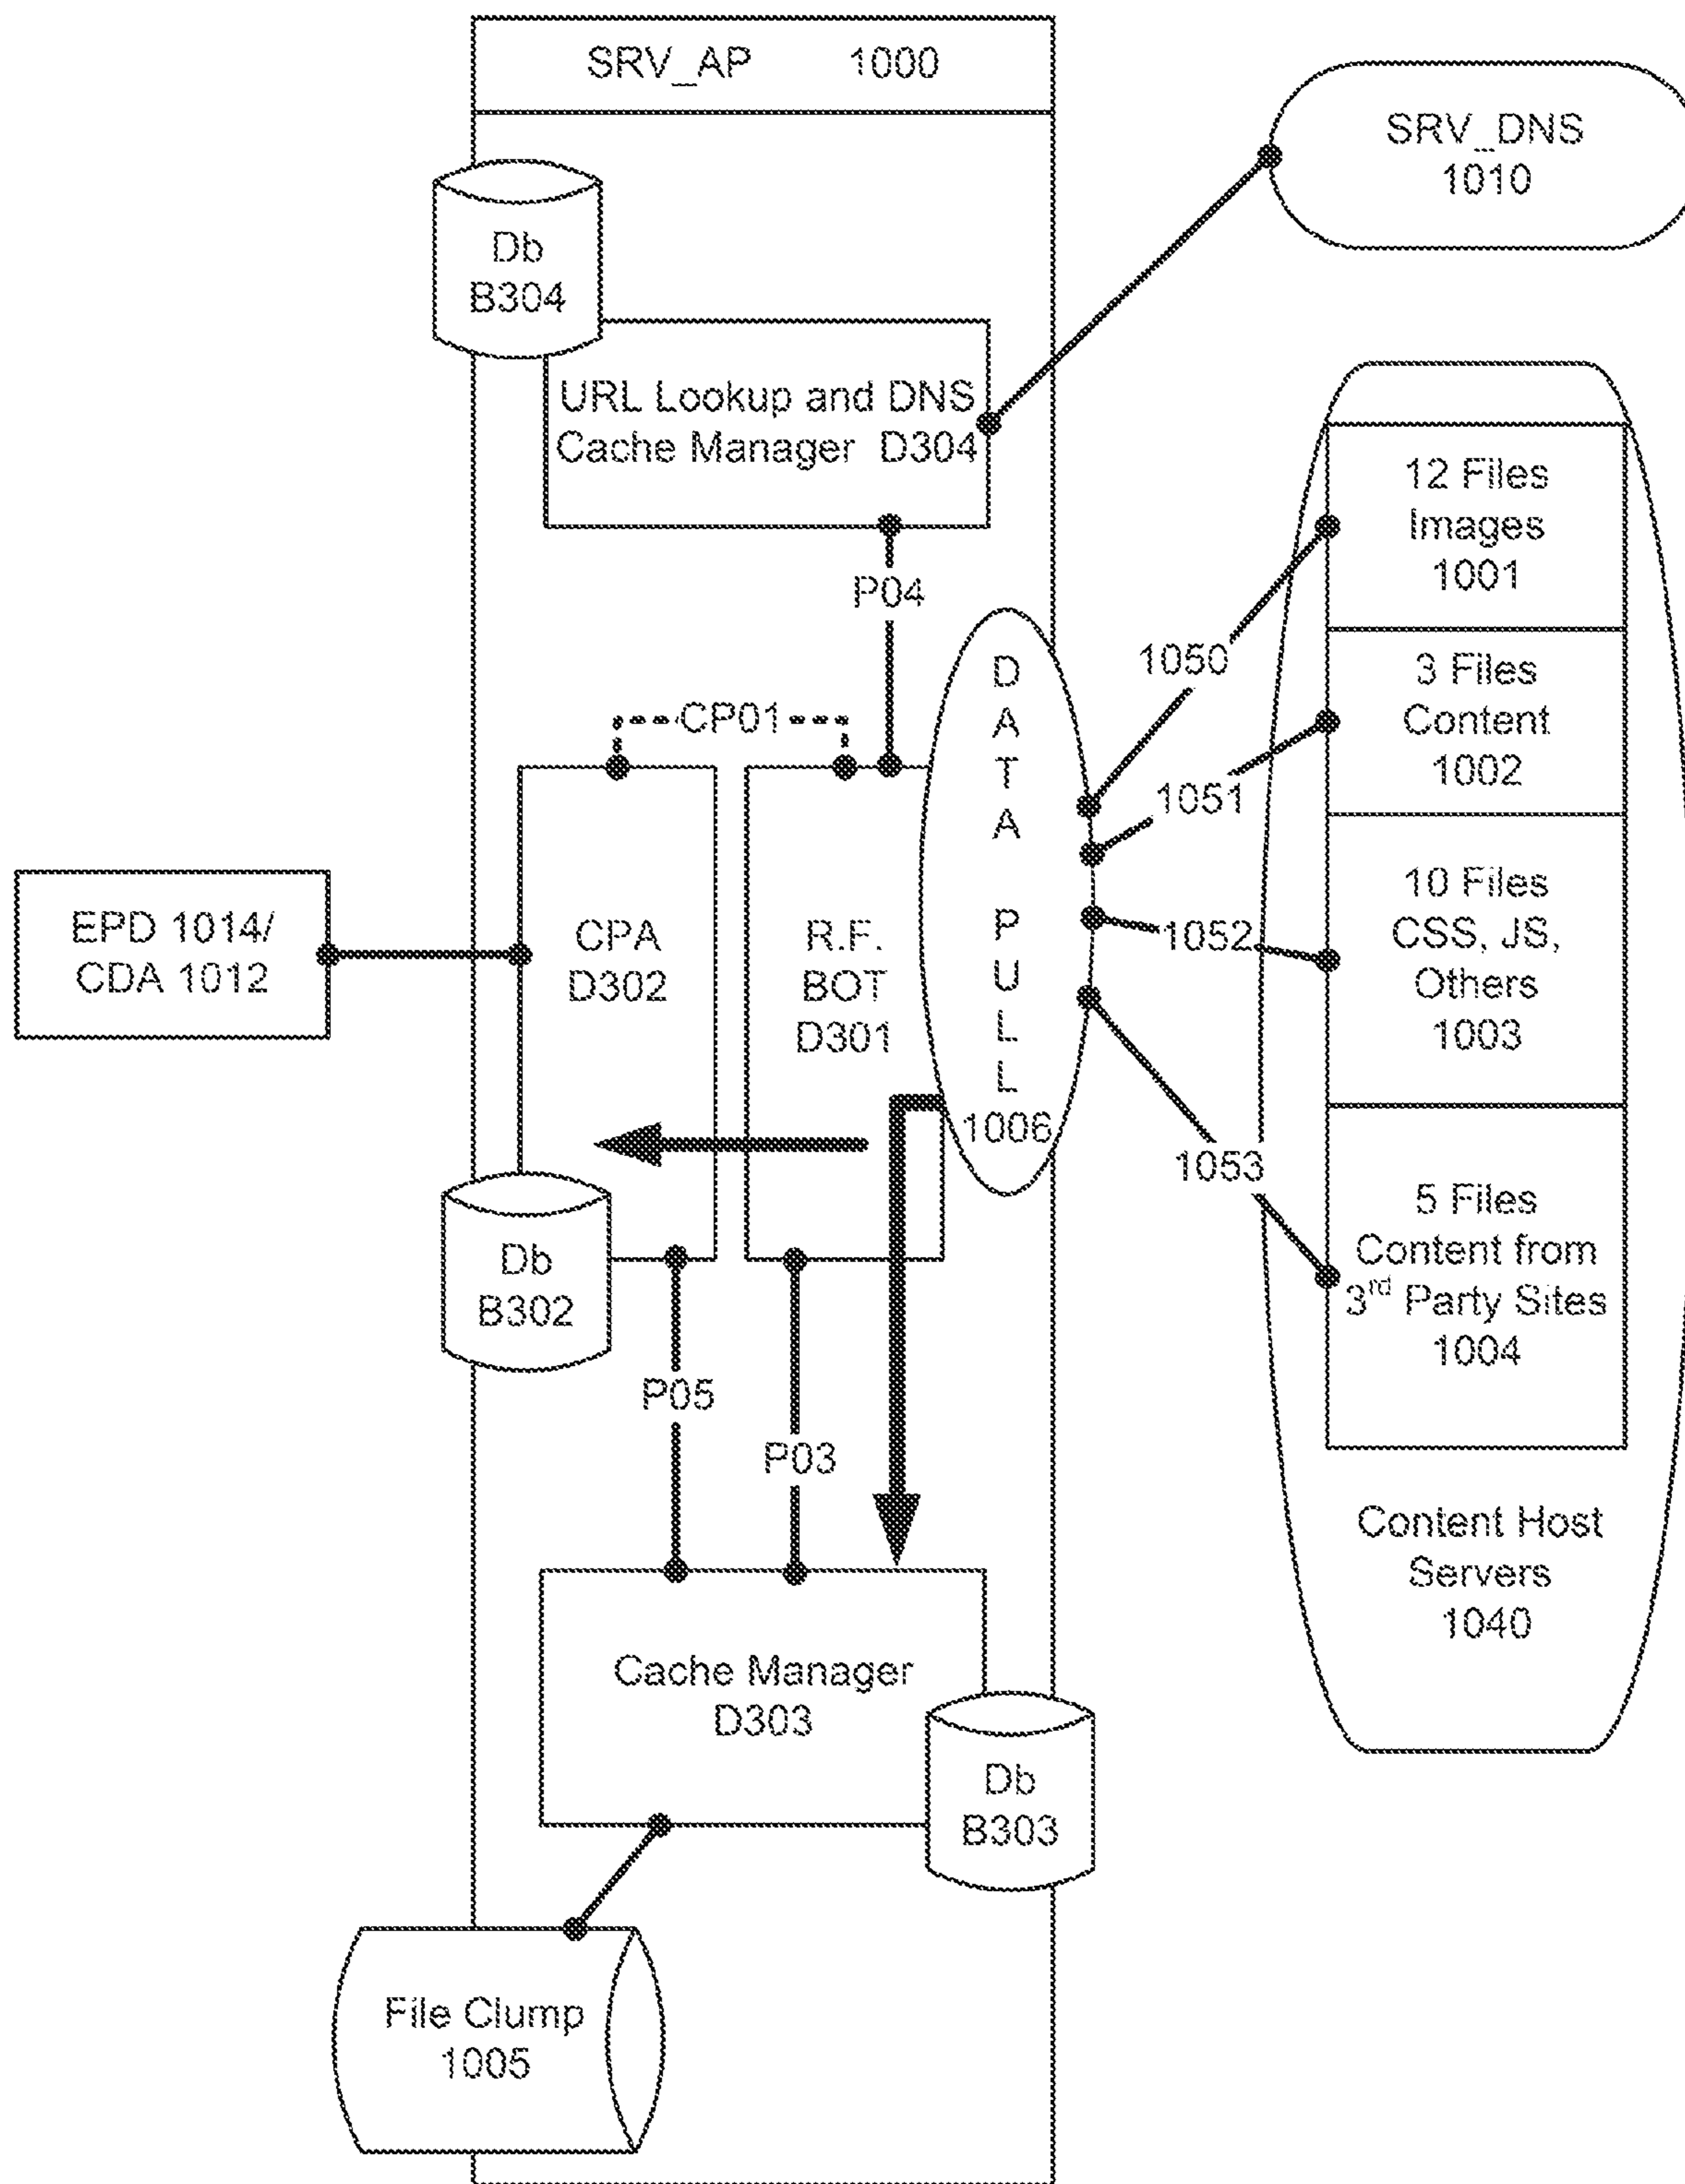 SRV_AP 1000
SRV_DNS
1010
Db
B304
URL Lookup and DNS
Cache Manager D304
P04
CP01
EPD 1014/
CDA 1012
CPA
D302
R.F.
BOT
D301
D
A
T
A
P
U
L
L
1006
1050
1051
1052
1053
12 Files
Images
1001
3 Files
Content
1002
10 Files
CSS, JS,
Others
1003
5 Files
Content from
3rd Party Sites
1004
Content Host
Servers
1040
Db
B302
P05
P03
Cache Manager
D303
Db
B303
File Clump
1005